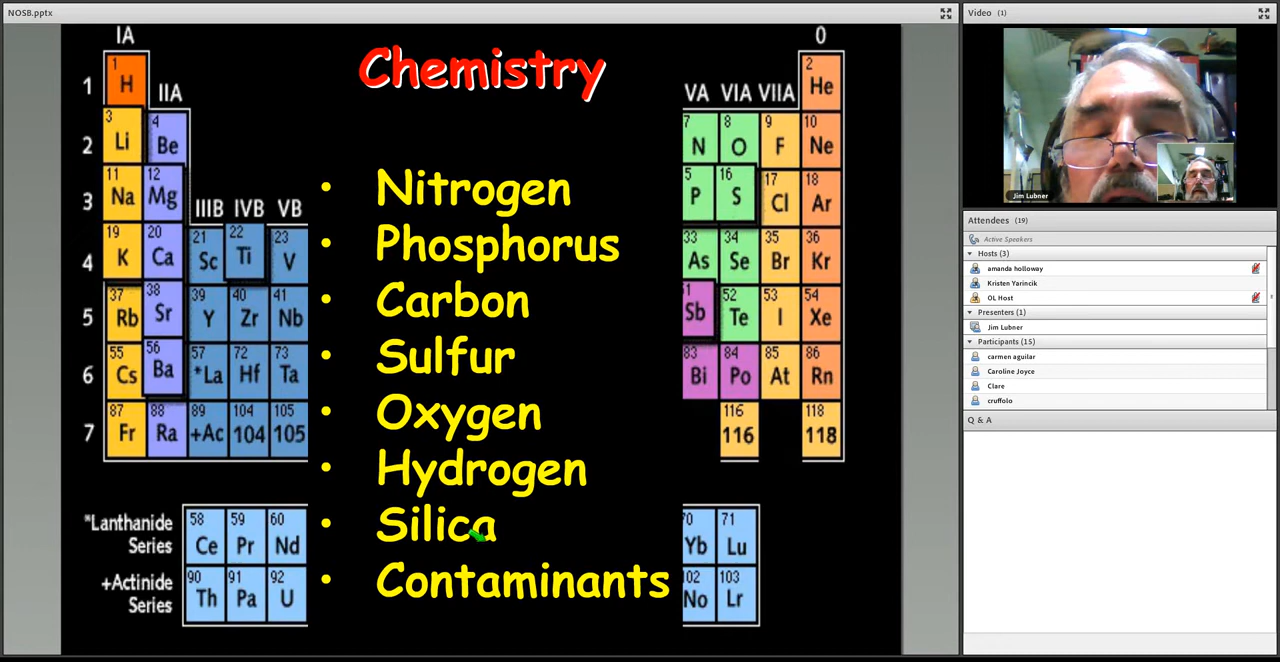 NOSB.pptx
Video (1)
IA
0
Chemistry
1
1
H
IIA
VA VIA VIIA
2
He
2
3
Li
4
Be
7
N
8
O
9
F
10
Ne
3
11
Na
12
Mg
IIIB IVB VB
5
P
16
S
17
Cl
18
Ar
4
19
K
20
Ca
21
Sc
22
Ti
23
V
33
As
34
Se
35
Br
36
Kr
5
37
Rb
38
Sr
39
Y
40
Zr
41
Nb
1
Sb
52
Te
53
I
54
Xe
6
55
Cs
56
Ba
57
*La
72
Hf
73
Ta
83
Bi
84
Po
85
At
86
Rn
7
87
Fr
88
Ra
89
+Ac
104
104
105
105
116
116
118
118
• Nitrogen
• Phosphorus
• Carbon
• Sulfur
• Oxygen
• Hydrogen
• Silica
• Contaminants
*Lanthanide
Series
58
Ce
59
Pr
60
Nd
70
Yb
71
Lu
+Actinide
Series
90
Th
91
Pa
92
U
102
No
103
Lr
Jim Lubner
Attendees (19)
Active Speakers
Hosts (3)
amanda holloway
Kristen Yarincik
OL Host
Presenters (1)
Jim Lubner
Participants (15)
carmen aguilar
Caroline Joyce
Clare
cruffolo
Q & A